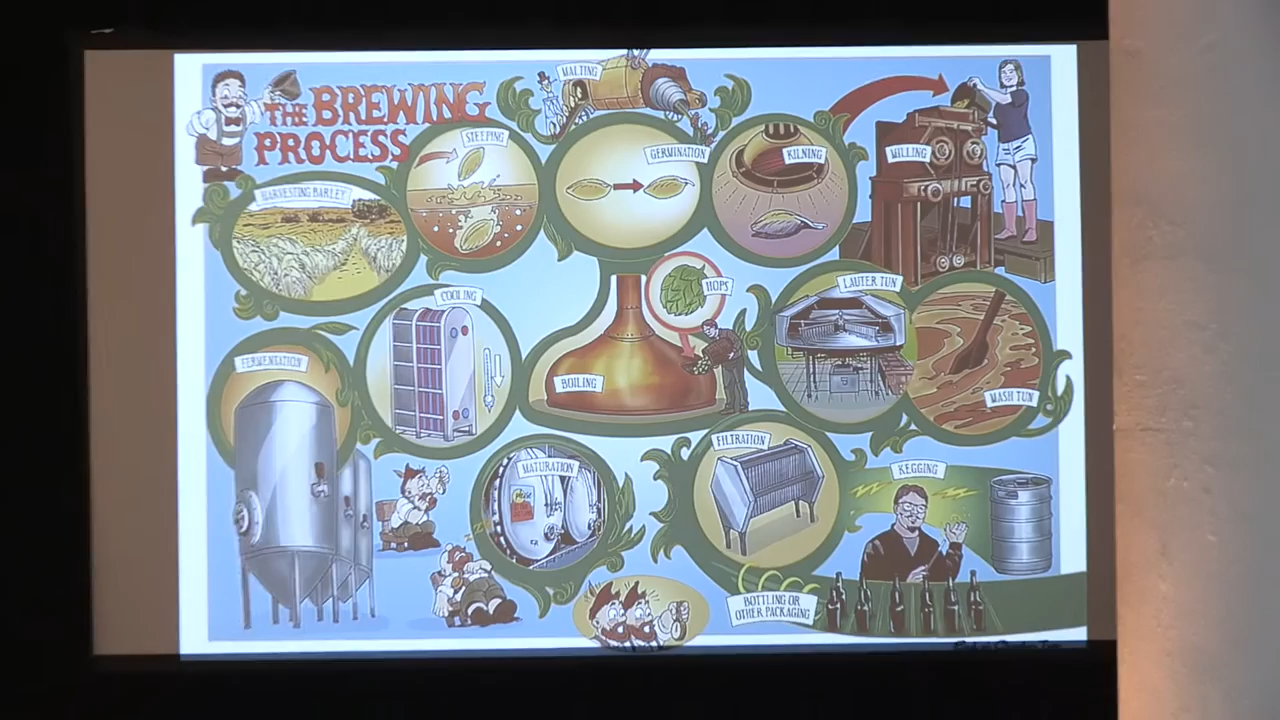 THE BREWING
PROCESS
MALTING
STEEPING
GERMINATION
KILNING
MILLING
HARVESTING BARLEY
COOLING
HOPS
LAUTER TUN
FERMENTATION
BOILING
MASH TUN
MATURATION
FILTRATION
KEGGING
BOTTLING OR
OTHER PACKAGING